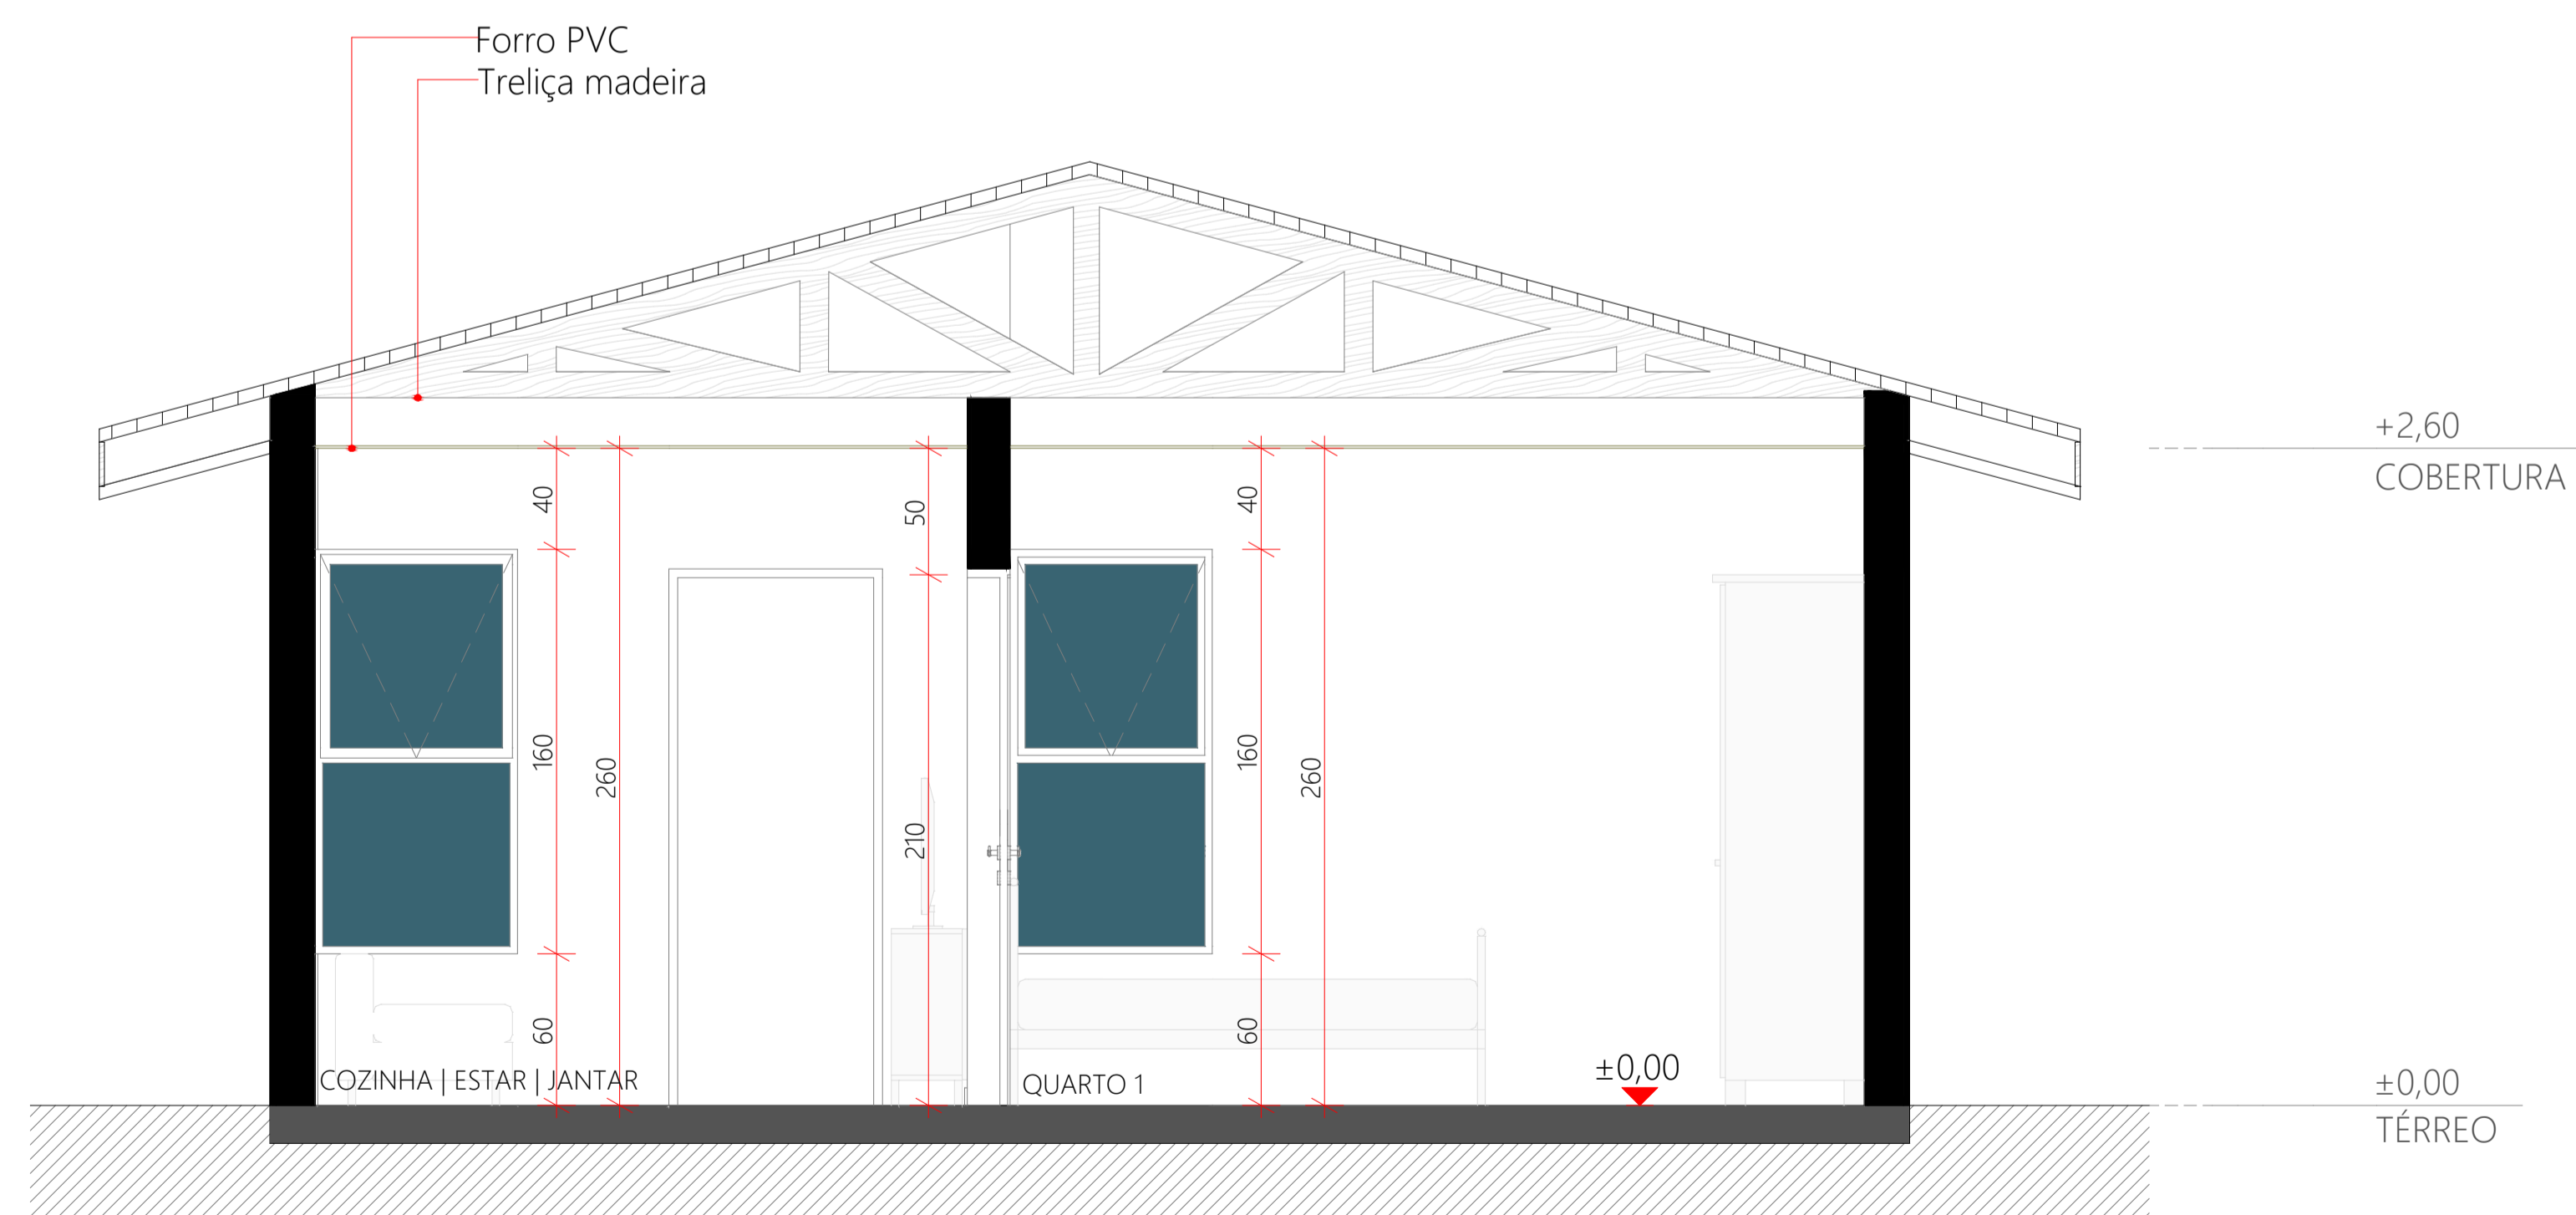 Forro PVC
Treliça madeira
+2,60
COBERTURA
40
50
40
160
260
210
160
260
60
60
COZINHA | ESTAR | JANTAR
QUARTO 1
±0,00
±0,00
TÉRREO